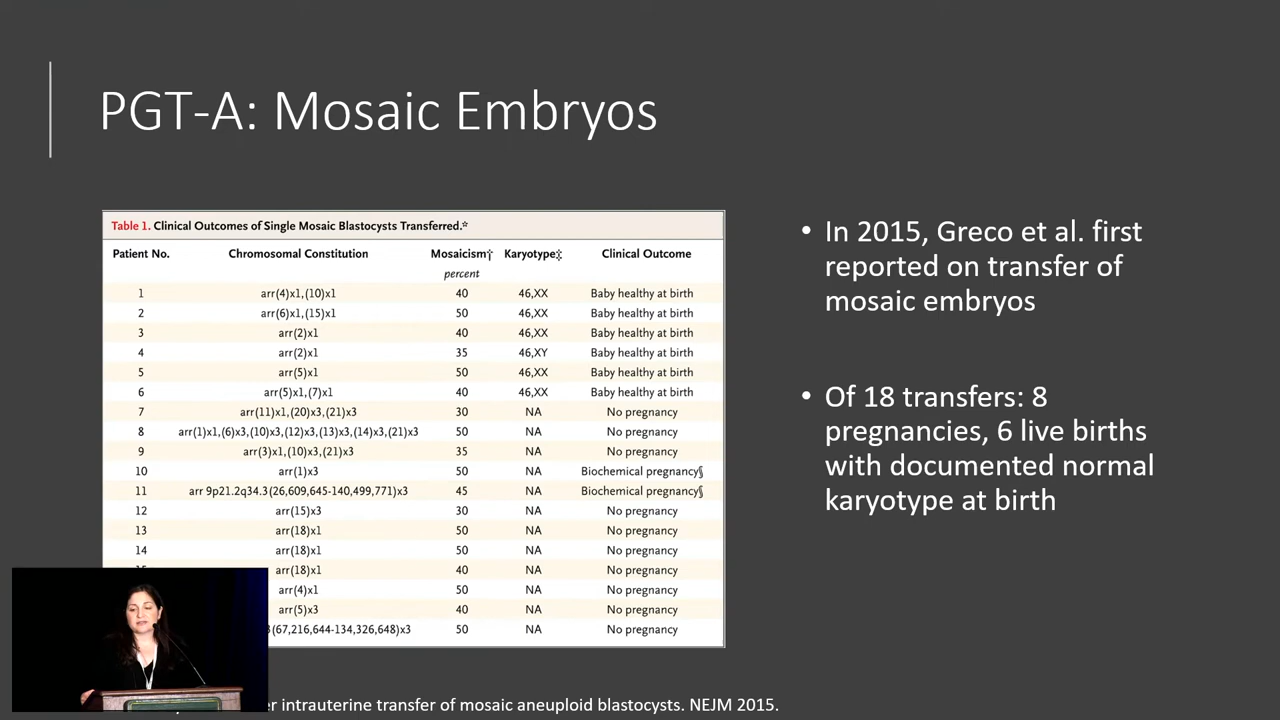 PGT-A: Mosaic Embryos
Table 1. Clinical Outcomes of Single Mosaic Blastocysts Transferred.*
Patient No. Chromosomal Constitution Mosaicism† Karyotype‡ Clinical Outcome
percent
1 arr(4)x1,(10)x1 40 46,XX Baby healthy at birth
2 arr(6)x1,(15)x1 50 46,XX Baby healthy at birth
3 arr(2)x1 40 46,XX Baby healthy at birth
4 arr(2)x1 35 46,XY Baby healthy at birth
5 arr(5)x1 50 46,XX Baby healthy at birth
6 arr(5)x1,(7)x1 40 46,XX Baby healthy at birth
7 arr(11)x1,(20)x3,(21)x3 30 NA No pregnancy
8 arr(1)x1,(6)x3,(10)x3,(12)x3,(13)x3,(14)x3,(21)x3 50 NA No pregnancy
9 arr(3)x1,(10)x3,(21)x3 35 NA No pregnancy
10 arr(1)x3 50 NA Biochemical pregnancy§
11 arr 9p21.2q34.3(26,609,645-140,499,771)x3 45 NA Biochemical pregnancy§
12 arr(15)x3 30 NA No pregnancy
13 arr(18)x1 50 NA No pregnancy
14 arr(18)x1 50 NA No pregnancy
arr(18)x1 40 NA No pregnancy
arr(4)x1 50 NA No pregnancy
arr(5)x3 40 NA No pregnancy
(67,216,644-134,326,648)x3 50 NA No pregnancy
• In 2015, Greco et al. first
reported on transfer of
mosaic embryos
• Of 18 transfers: 8
pregnancies, 6 live births
with documented normal
karyotype at birth
intrauterine transfer of mosaic aneuploid blastocysts. NEJM 2015.